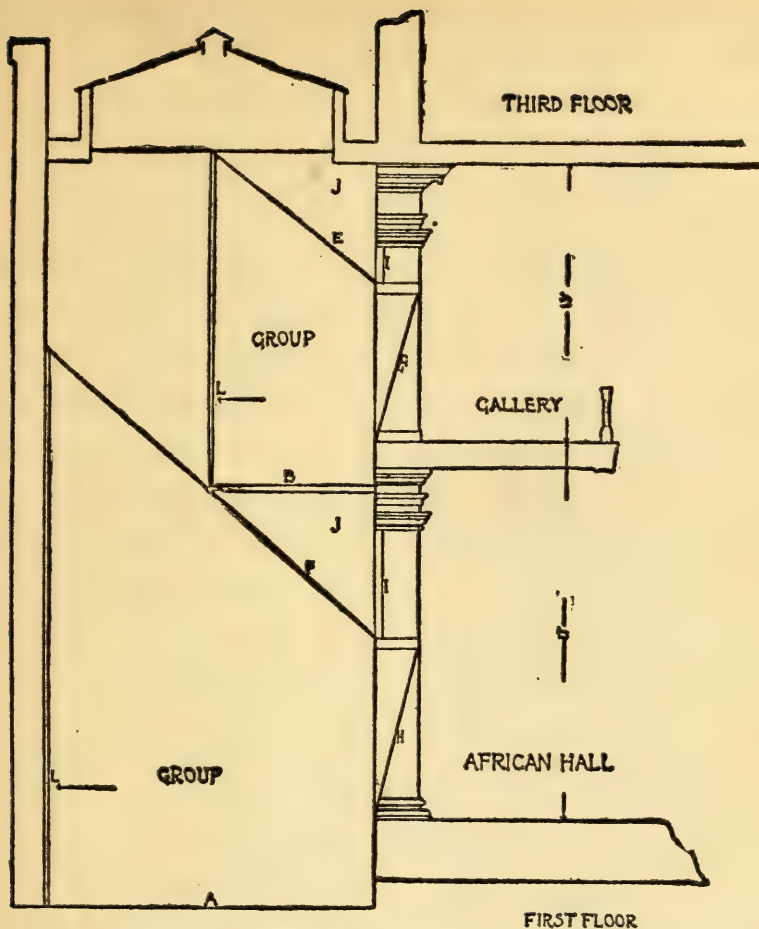 THIRD FLOOR
J
E
I
GROUP
G
L
GALLERY
B
J
F
I
H
L
GROUP
AFRICAN HALL
A
FIRST FLOOR